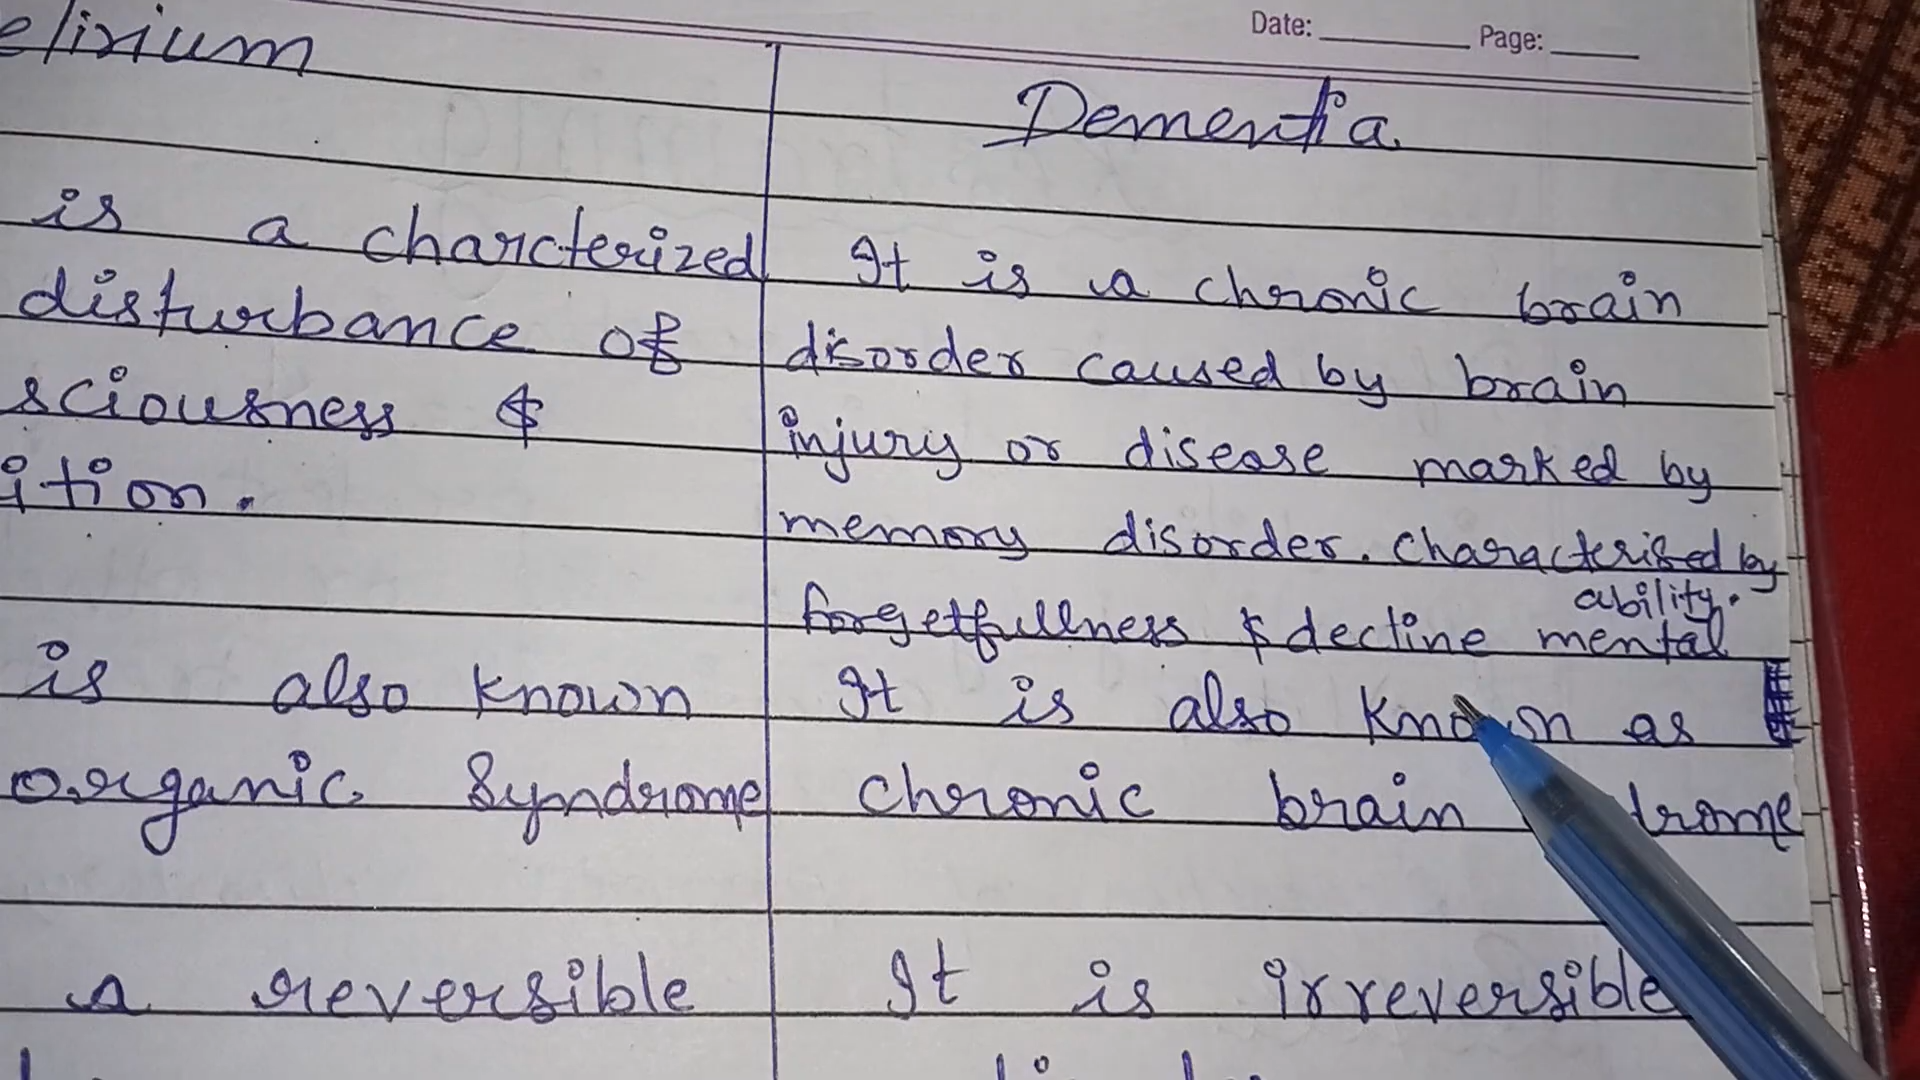 Date: Page:
elirium
Dementia
is a charcterized
disturbance of
sciousness &
ition.
It is a chronic brain
disorder caused by brain
injury or disease marked by
memory disorder. Characterised by
ability.
forgetfullness & decline mental
is also known
organic Syndrome
It is also known as
chronic brain drome
a reversible
It is irreversible